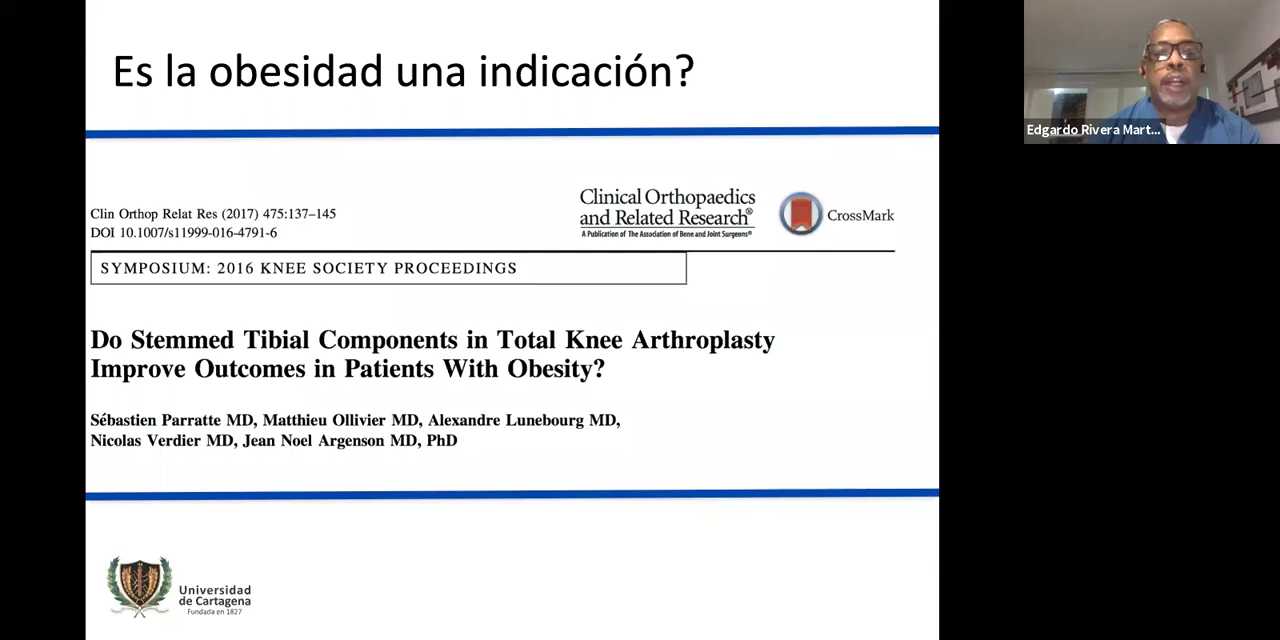 Es la obesidad una indicación?
Edgardo Rivera Mart...
Clin Orthop Relat Res (2017) 475:137–145
DOI 10.1007/s11999-016-4791-6
Clinical Orthopaedics
and Related Research®
A Publication of The Association of Bone and Joint Surgeons®
CrossMark
SYMPOSIUM: 2016 KNEE SOCIETY PROCEEDINGS
Do Stemmed Tibial Components in Total Knee Arthroplasty
Improve Outcomes in Patients With Obesity?
Sébastien Parratte MD, Matthieu Ollivier MD, Alexandre Lunebourg MD,
Nicolas Verdier MD, Jean Noel Argenson MD, PhD
Universidad
de Cartagena
Fundada en 1827